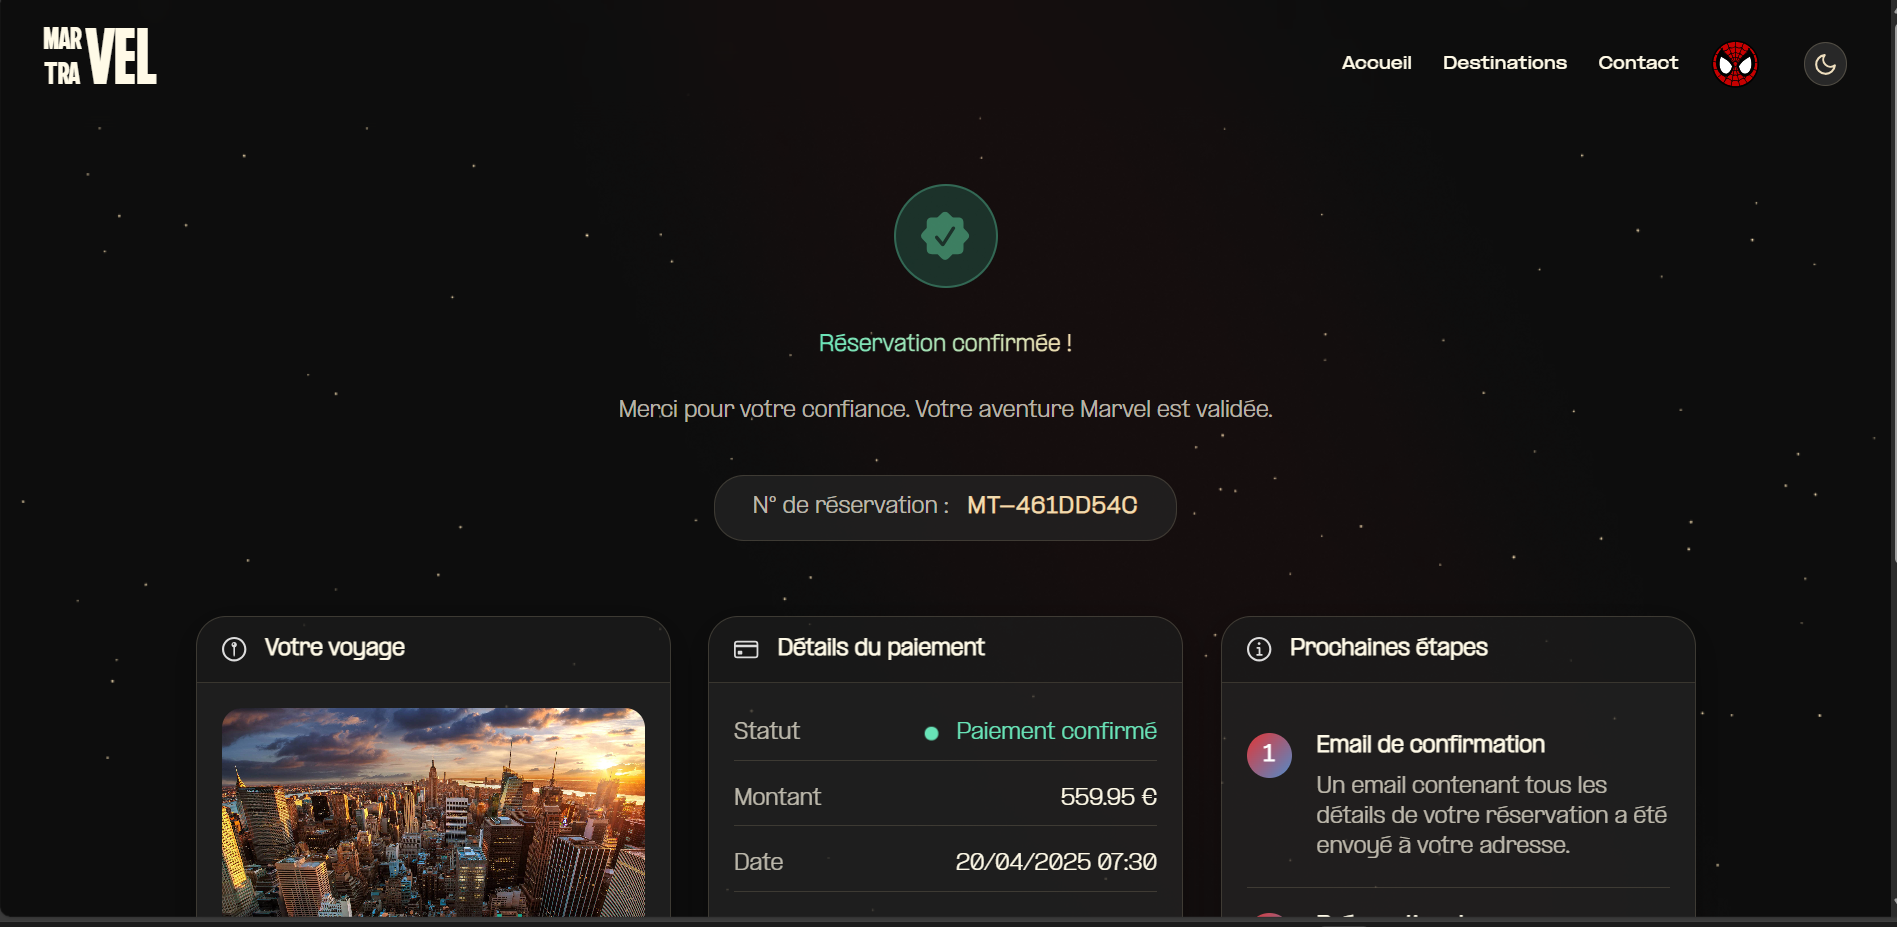 MAR
TRA
VEL
Accueil
Destinations
Contact
Réservation confirmée !
Merci pour votre confiance. Votre aventure Marvel est validée.
N° de réservation : MT-461DD54C
Votre voyage
Détails du paiement
Statut
Paiement confirmé
Montant
559.95 €
Date
20/04/2025 07:30
Prochaines étapes
1
Email de confirmation
Un email contenant tous les
détails de votre réservation a été
envoyé à votre adresse.